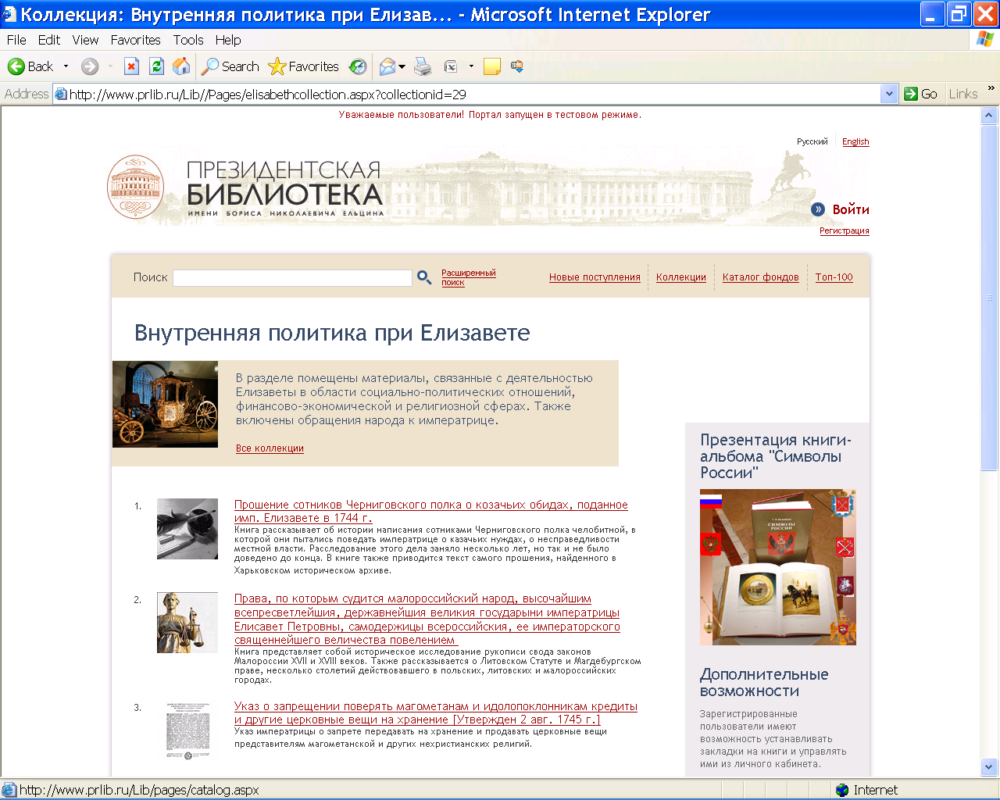 Коллекция: Внутренняя политика при Елизав... - Microsoft Internet Explorer
File Edit View Favorites Tools Help
Back Search Favorites
Address http://www.prlib.ru/Lib//Pages/elisabethcollection.aspx?collectionid=29 Go Links »
Уважаемые пользователи! Портал запущен в тестовом режиме.
Русский English
ПРЕЗИДЕНТСКАЯ
БИБЛИОТЕКА
ИМЕНИ БОРИСА НИКОЛАЕВИЧА ЕЛЬЦИНА
Войти
Регистрация
Поиск Расширенный
поиск
Новые поступления Коллекции Каталог фондов Топ-100
Внутренняя политика при Елизавете
В разделе помещены материалы, связанные с деятельностью
Елизаветы в области социально-политических отношений,
финансово-экономической и религиозной сферах. Также
включены обращения народа к императрице.
Все коллекции
1.
Прошение сотников Черниговского полка о козачьих обидах, поданное
имп. Елизавете в 1744 г.
Книга рассказывает об истории написания сотниками Черниговского полка челобитной, в
которой они пытались поведать императрице о казачьих нуждах, о несправедливости
местной власти. Расследование этого дела заняло несколько лет, но так и не было
доведено до конца. В книге также приводится текст самого прошения, найденного в
Харьковском историческом архиве.
2.
Права, по которым судится малороссийский народ, высочайшим
всепресветлейшия, державнейшия великия государыни императрицы
Елисавет Петровны, самодержицы всероссийския, ее императорского
священнейшего величества повелением
Книга представляет собой историческое исследование рукописи свода законов
Малороссии XVII и XVIII веков. Также рассказывается о Литовском Статуте и Магдебургском
праве, несколько столетий действовавшего в польских, литовских и малороссийских
городах.
3.
Указ о запрещении поверять магометанам и идолопоклонникам кредиты
и другие церковные вещи на хранение [Утвержден 2 авг. 1745 г.]
Указ императрицы о запрете передавать на хранение и продавать церковные вещи
представителям магометанской и других нехристианских религий.
Презентация книги-
альбома "Символы
России"
СИМВОЛЫ
РОССИИ
Дополнительные
возможности
Зарегистрированные
пользователи имеют
возможность устанавливать
закладки на книги и управлять
ими из личного кабинета.
http://www.prlib.ru/Lib/pages/catalog.aspx Internet